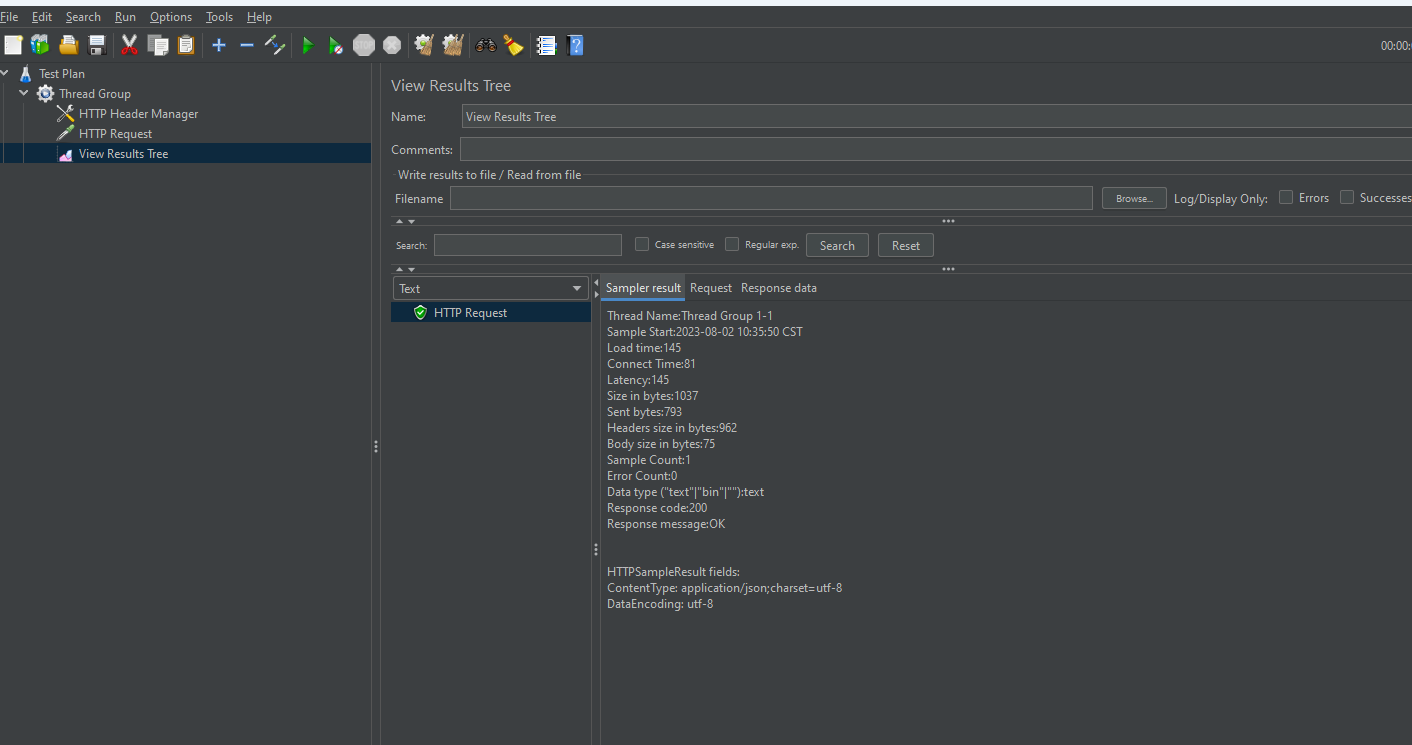 File Edit Search Run Options Tools Help
00:00:
Test Plan
Thread Group
HTTP Header Manager
HTTP Request
View Results Tree
View Results Tree
Name: View Results Tree
Comments:
Write results to file / Read from file
Filename Browse... Log/Display Only: Errors Successes
Search: Case sensitive Regular exp. Search Reset
Text
HTTP Request
Sampler result Request Response data
Thread Name:Thread Group 1-1
Sample Start:2023-08-02 10:35:50 CST
Load time:145
Connect Time:81
Latency:145
Size in bytes:1037
Sent bytes:793
Headers size in bytes:962
Body size in bytes:75
Sample Count:1
Error Count:0
Data type ("text"|"bin"|""):text
Response code:200
Response message:OK
HTTPSampleResult fields:
ContentType: application/json;charset=utf-8
DataEncoding: utf-8